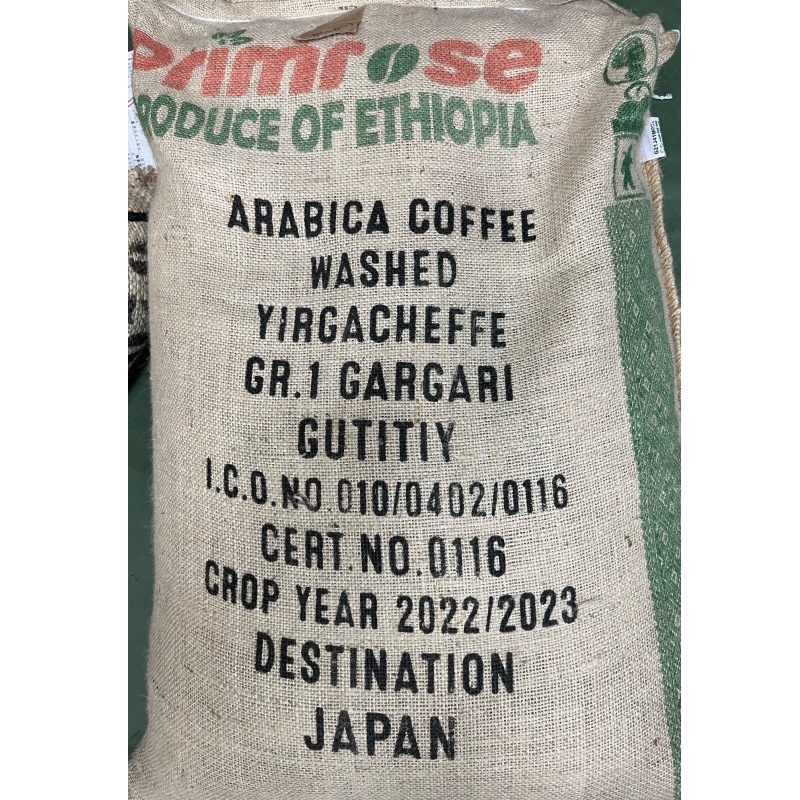 Primrose
PRODUCE OF ETHIOPIA
ARABICA COFFEE
WASHED
YIRGACHEFFE
GR.1 GARGARI
GUTITIY
I.C.O.NO.010/0402/0116
CERT.NO.0116
CROP YEAR 2022/2023
DESTINATION
JAPAN